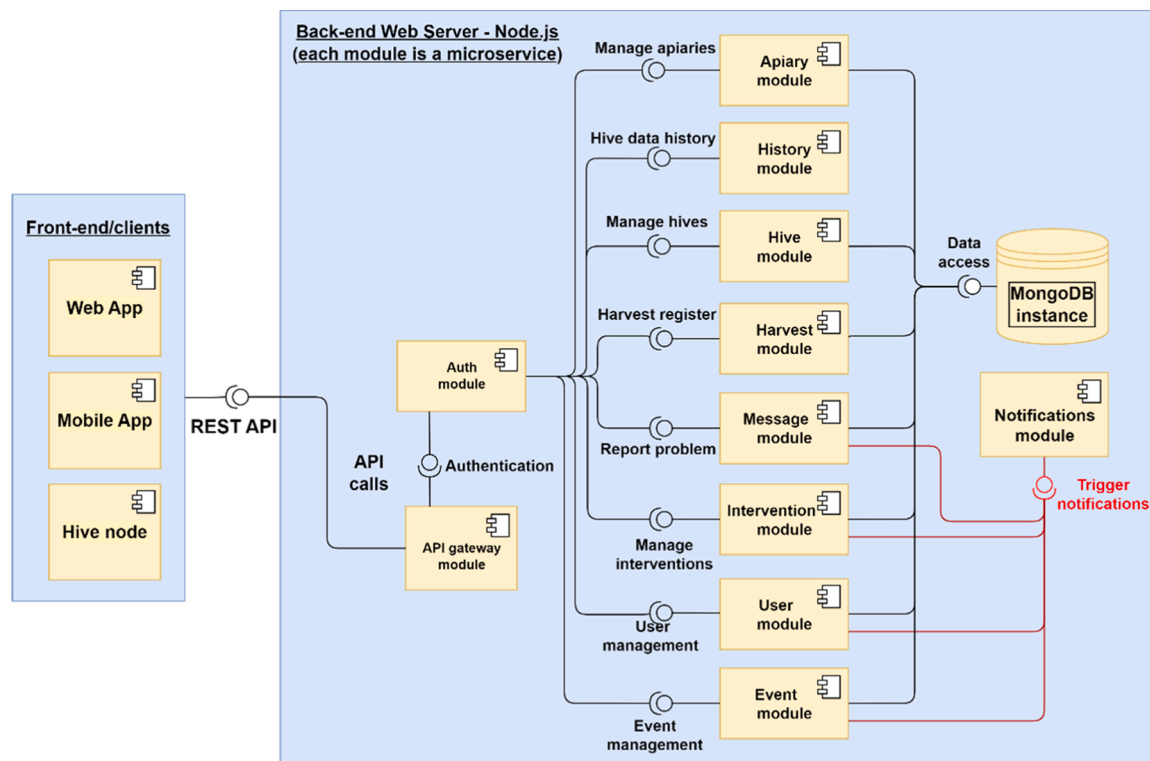 Back-end Web Server - Node.js
(each module is a microservice)
Front-end/clients
Web App
Mobile App
Hive node
REST API
API
calls
Auth
module
Authentication
API gateway
module
Manage apiaries
Apiary
module
Hive data history
History
module
Manage hives
Hive
module
Harvest register
Harvest
module
Report problem
Message
module
Manage
interventions
Intervention
module
User
management
User
module
Event
management
Event
module
Data
access
MongoDB
instance
Notifications
module
Trigger
notifications